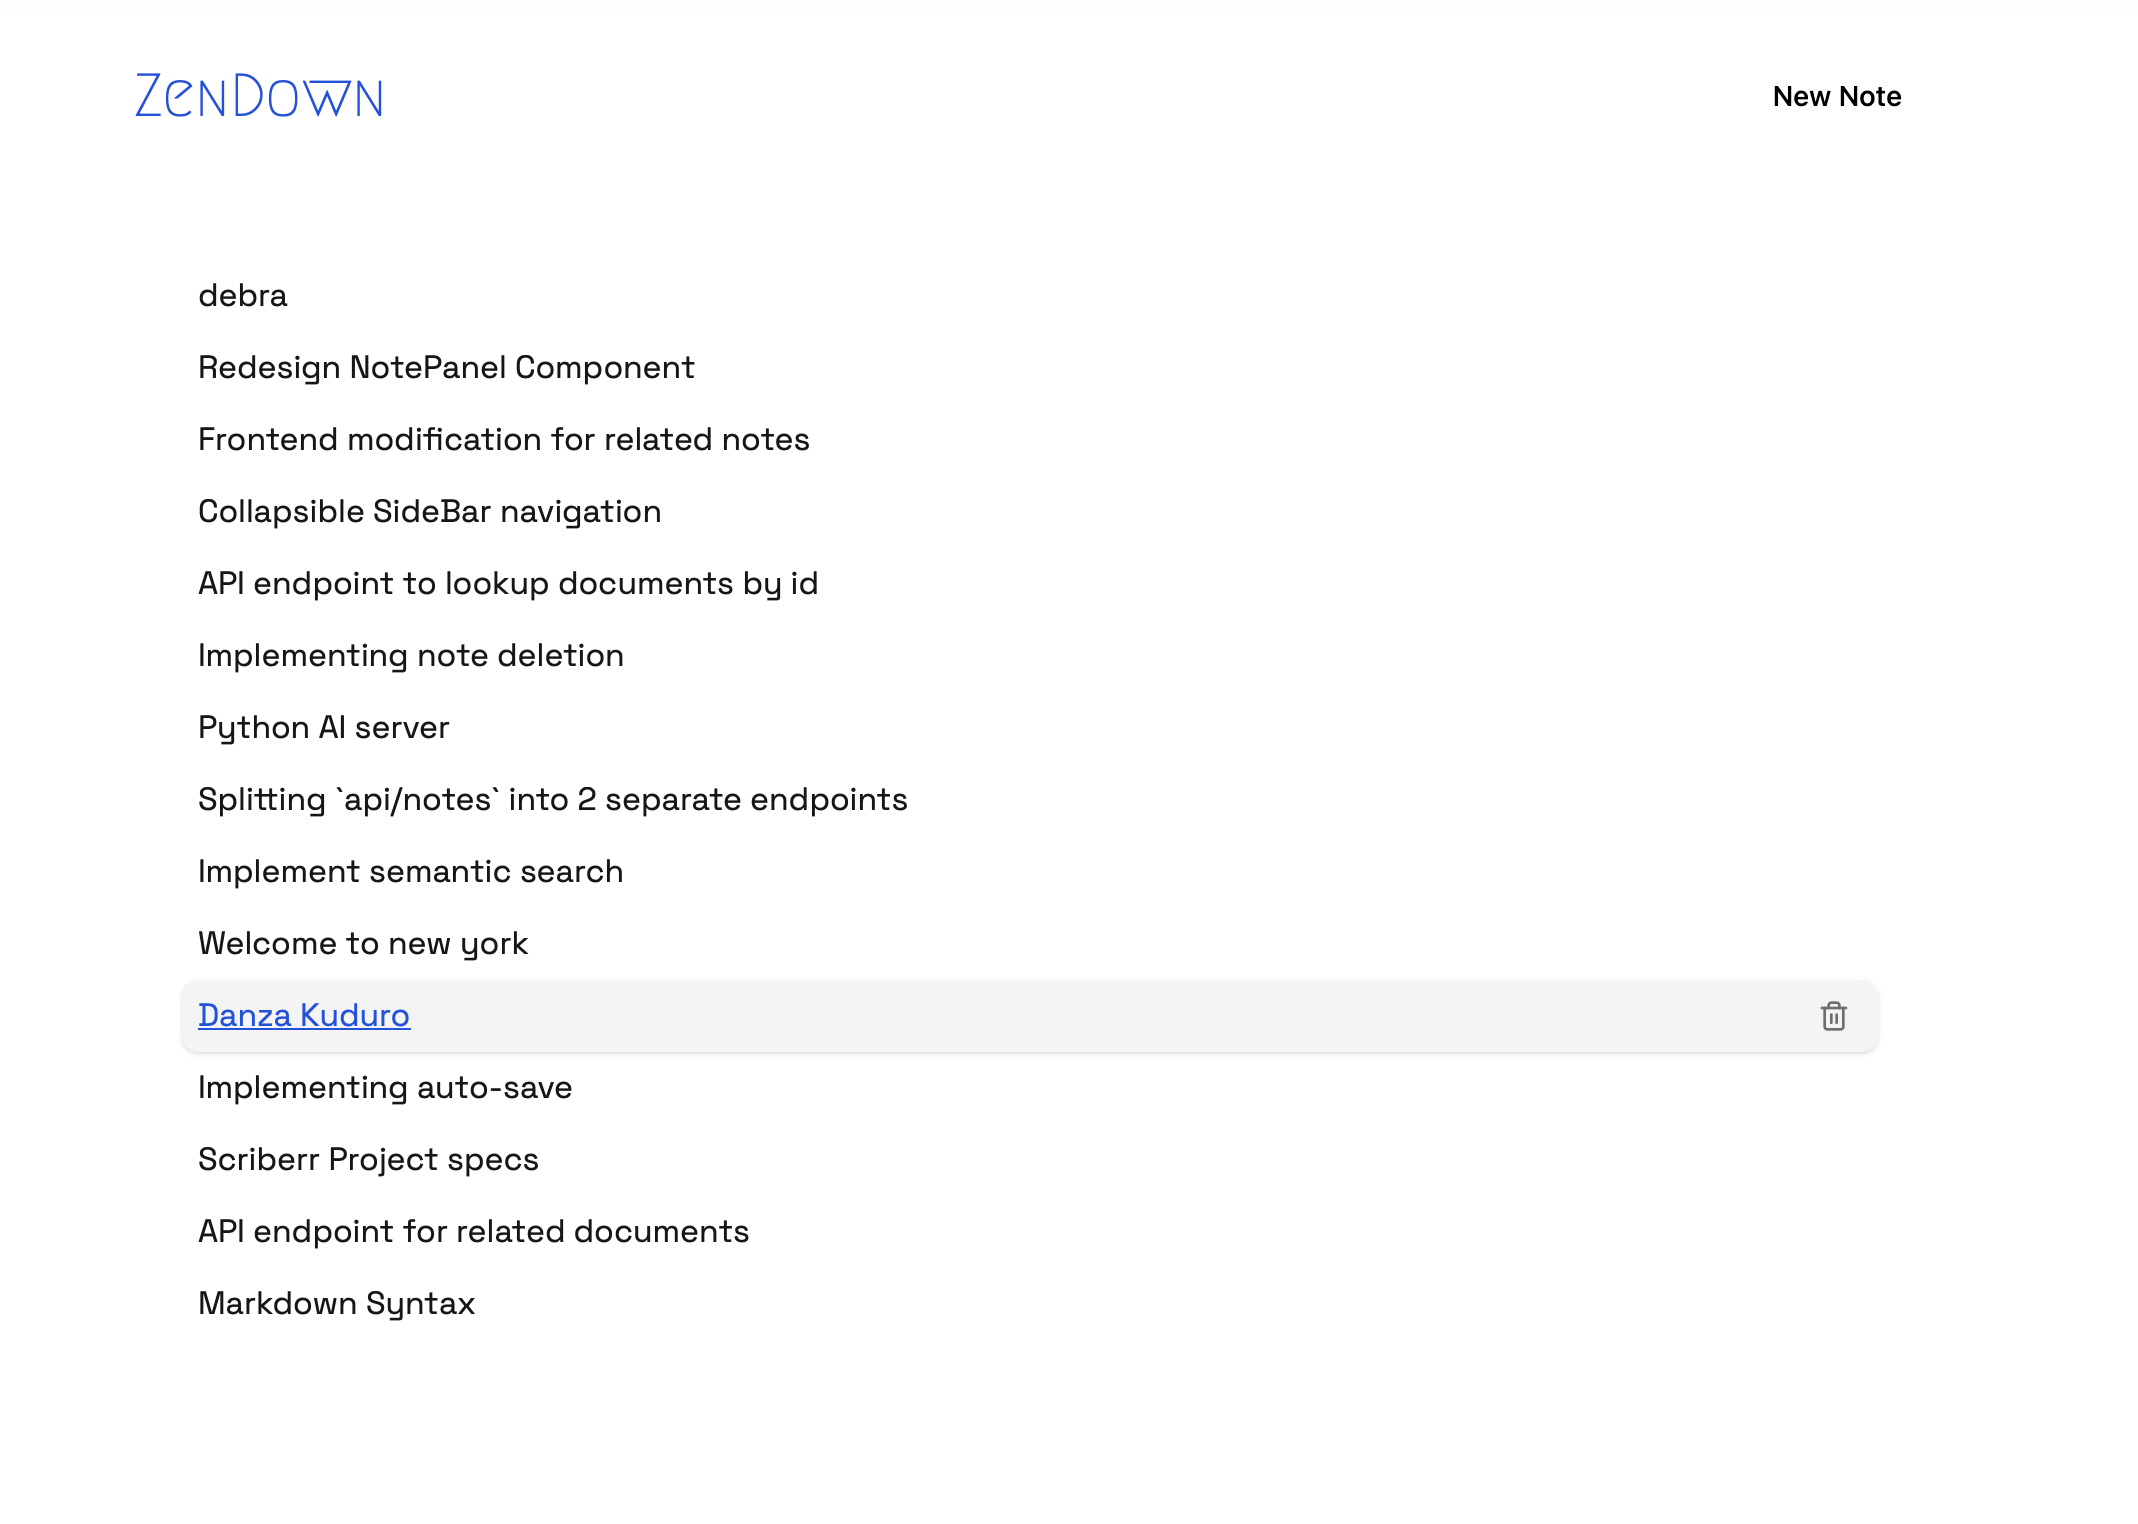 ZENDOWN
New Note
debra
Redesign NotePanel Component
Frontend modification for related notes
Collapsible SideBar navigation
API endpoint to lookup documents by id
Implementing note deletion
Python AI server
Splitting `api/notes` into 2 separate endpoints
Implement semantic search
Welcome to new york
Danza Kuduro
Implementing auto-save
Scriberr Project specs
API endpoint for related documents
Markdown Syntax